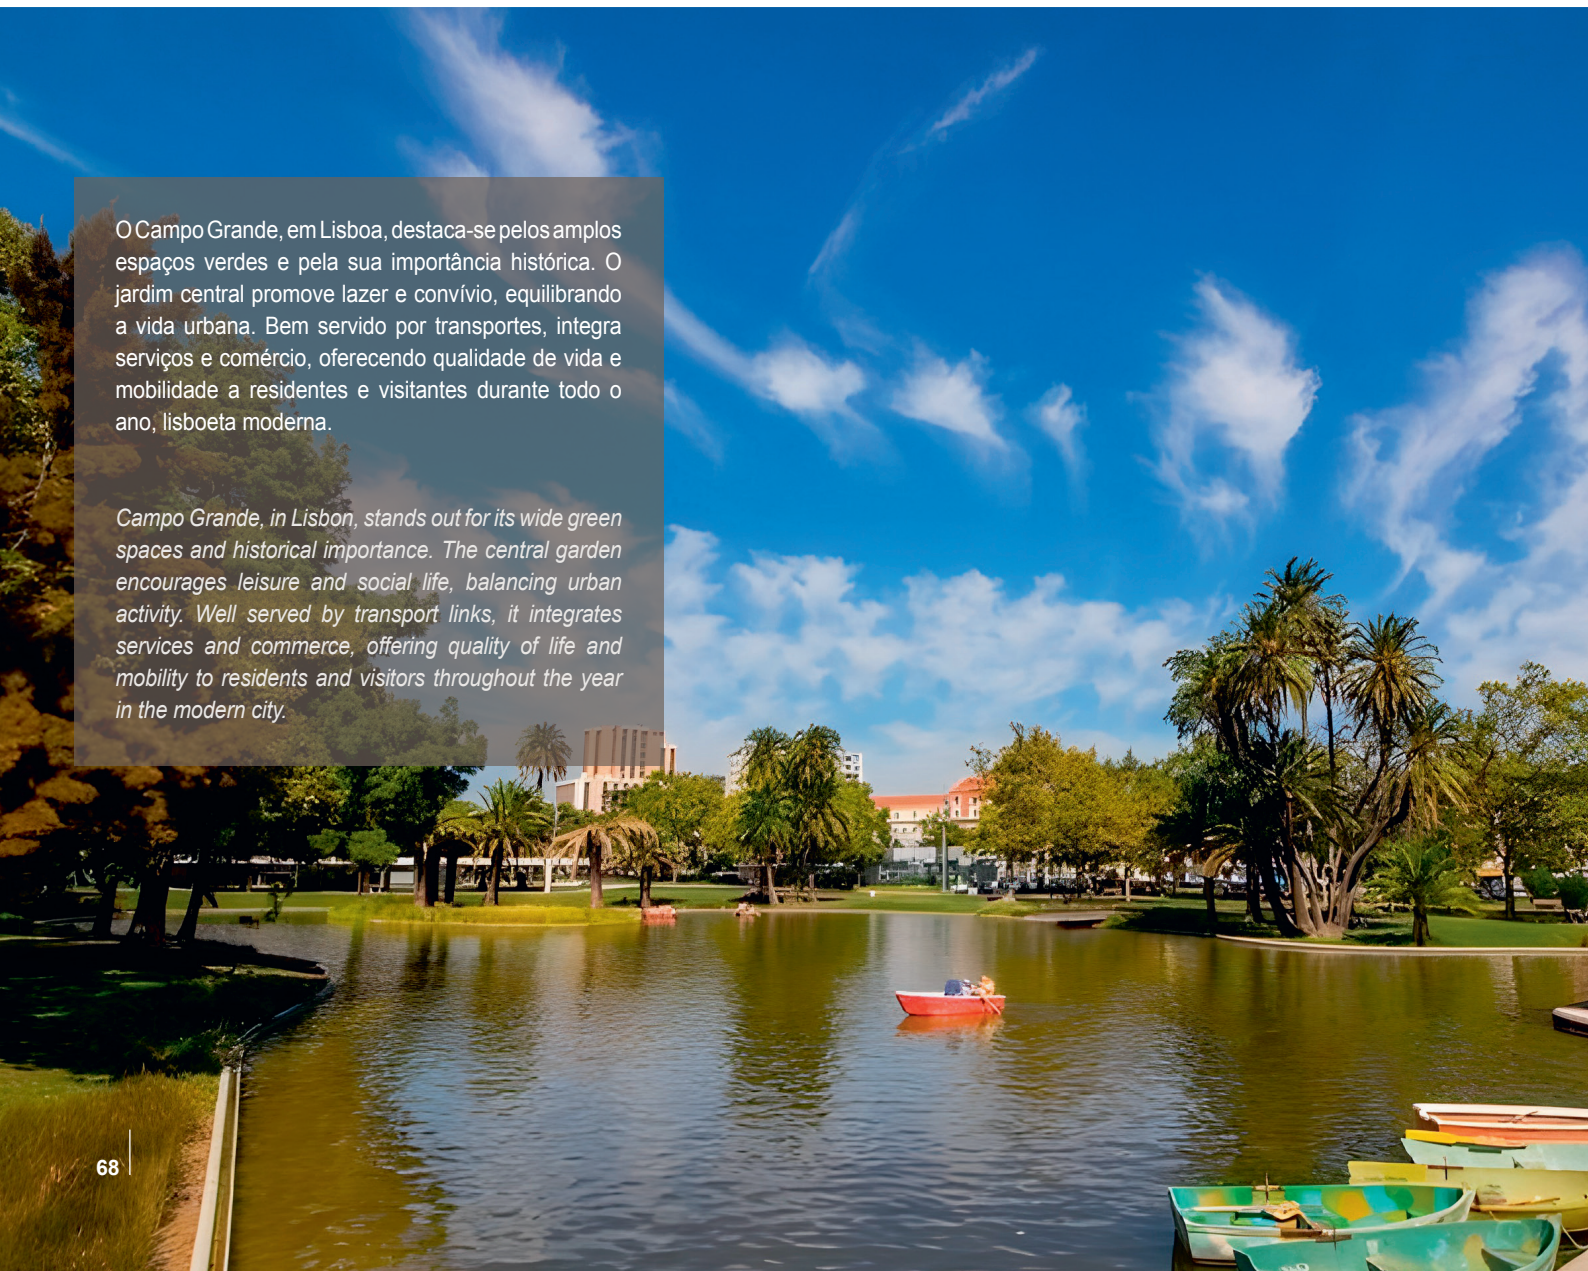 O Campo Grande, em Lisboa, destaca-se pelos amplos
espaços verdes e pela sua importância histórica. O
jardim central promove lazer e convívio, equilibrando
a vida urbana. Bem servido por transportes, integra
serviços e comércio, oferecendo qualidade de vida e
mobilidade a residentes e visitantes durante todo o
ano, lisboeta moderna.
Campo Grande, in Lisbon, stands out for its wide green
spaces and historical importance. The central garden
encourages leisure and social life, balancing urban
activity. Well served by transport links, it integrates
services and commerce, offering quality of life and
mobility to residents and visitors throughout the year
in the modern city.
68